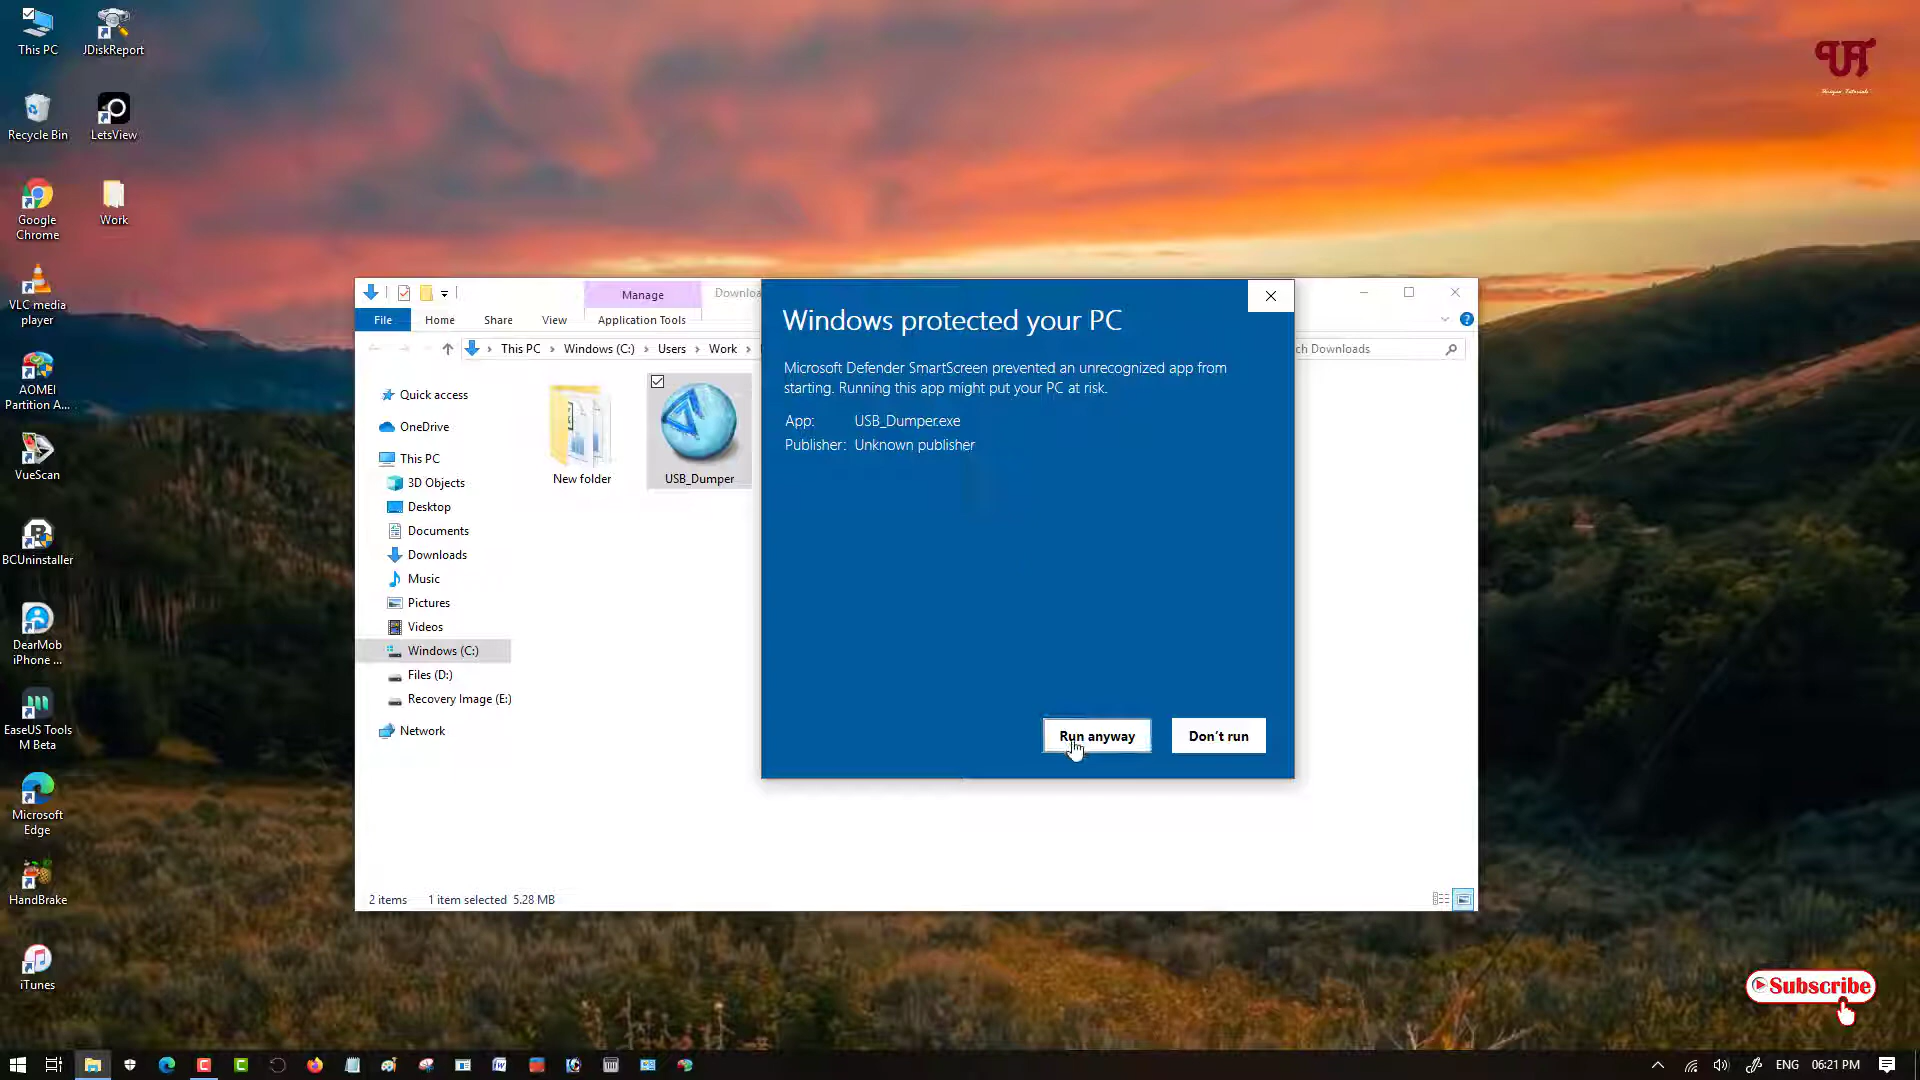 This PC
JDiskReport
Recycle Bin
LetsView
Google
Chrome
Work
VLC media
player
AOMEI
Partition A...
VueScan
BCUninstaller
DearMob
iPhone ...
EaseUS Tools
M Beta
Microsoft
Edge
HandBrake
iTunes
UT
Unique Tutorials
Manage
Downloa
File
Home
Share
View
Application Tools
This PC
Windows (C:)
Users
Work
ch Downloads
Quick access
OneDrive
This PC
3D Objects
Desktop
Documents
Downloads
Music
Pictures
Videos
Windows (C:)
Files (D:)
Recovery Image (E:)
Network
New folder
USB_Dumper
2 items
1 item selected 5.28 MB
Windows protected your PC
Microsoft Defender SmartScreen prevented an unrecognized app from
starting. Running this app might put your PC at risk.
App: USB_Dumper.exe
Publisher: Unknown publisher
Run anyway
Don't run
Subscribe
ENG
06:21 PM